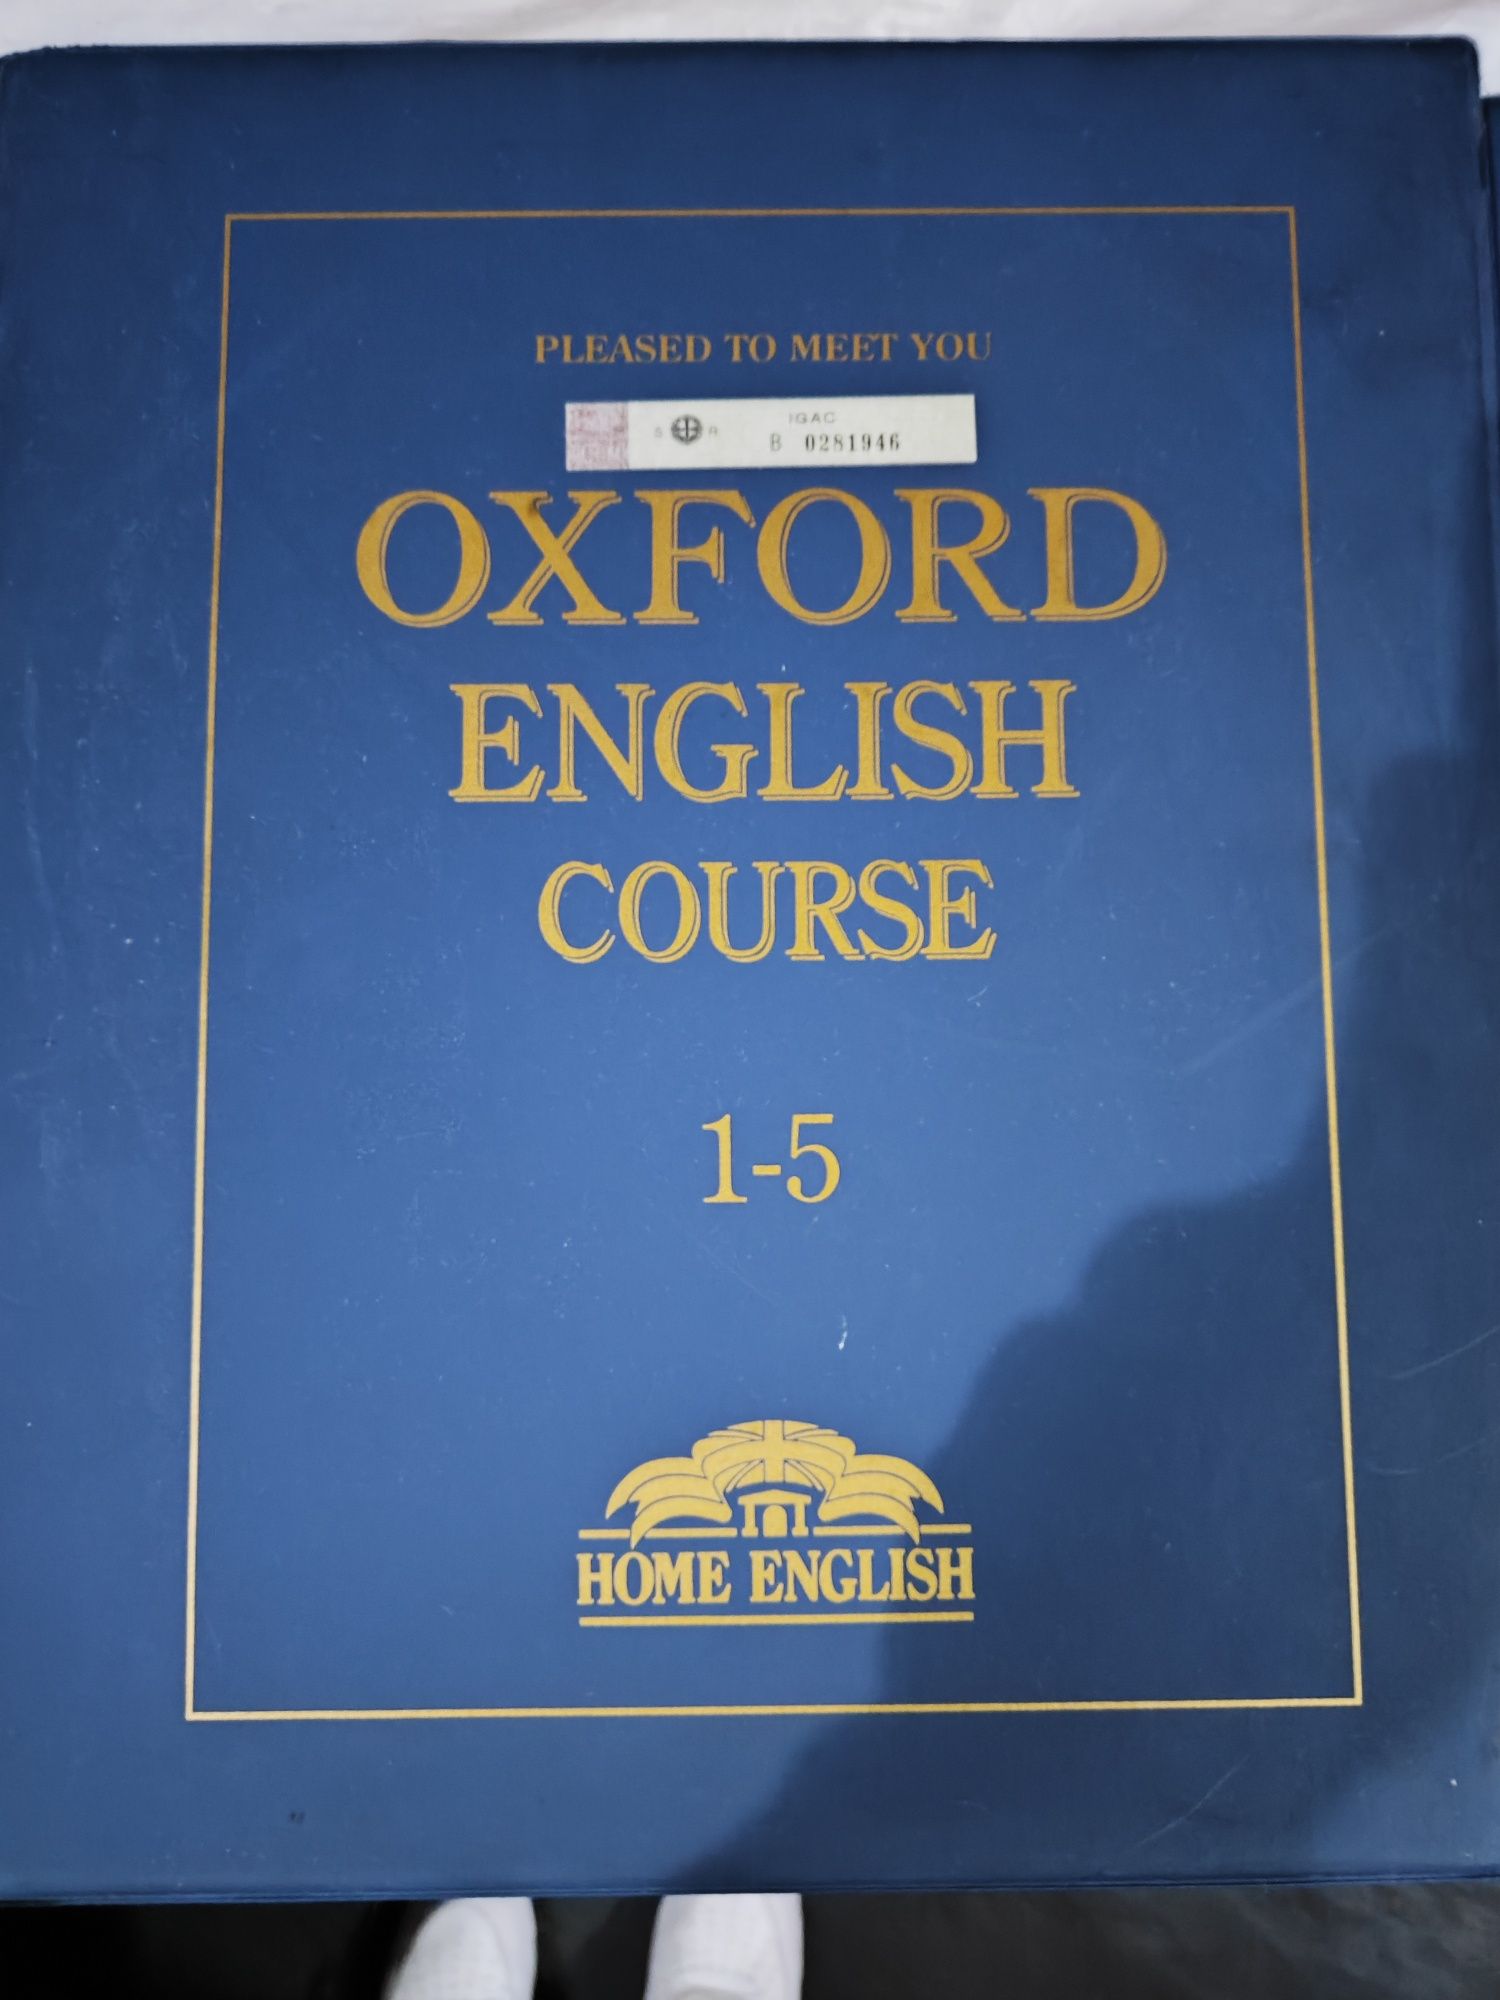 PLEASED TO MEET YOU
IGAC
S R B 0281946
OXFORD
ENGLISH
COURSE
1-5
HOME ENGLISH